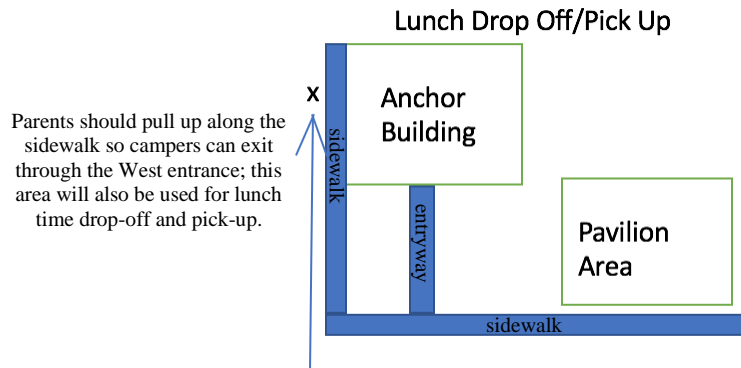 Lunch Drop Off/Pick Up
x
Parents should pull up along the
sidewalk so campers can exit
through the West entrance; this
area will also be used for lunch
time drop-off and pick-up.
sidewalk
Anchor
Building
entryway
Pavilion
Area
sidewalk